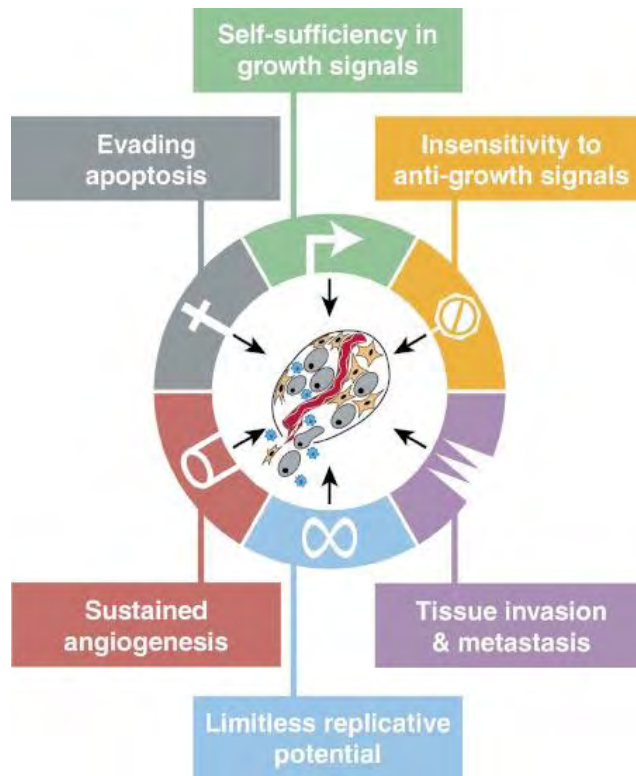 Self-sufficiency in
growth signals
Evading
apoptosis
Insensitivity to
anti-growth signals
Sustained
angiogenesis
Tissue invasion
& metastasis
Limitless replicative
potential